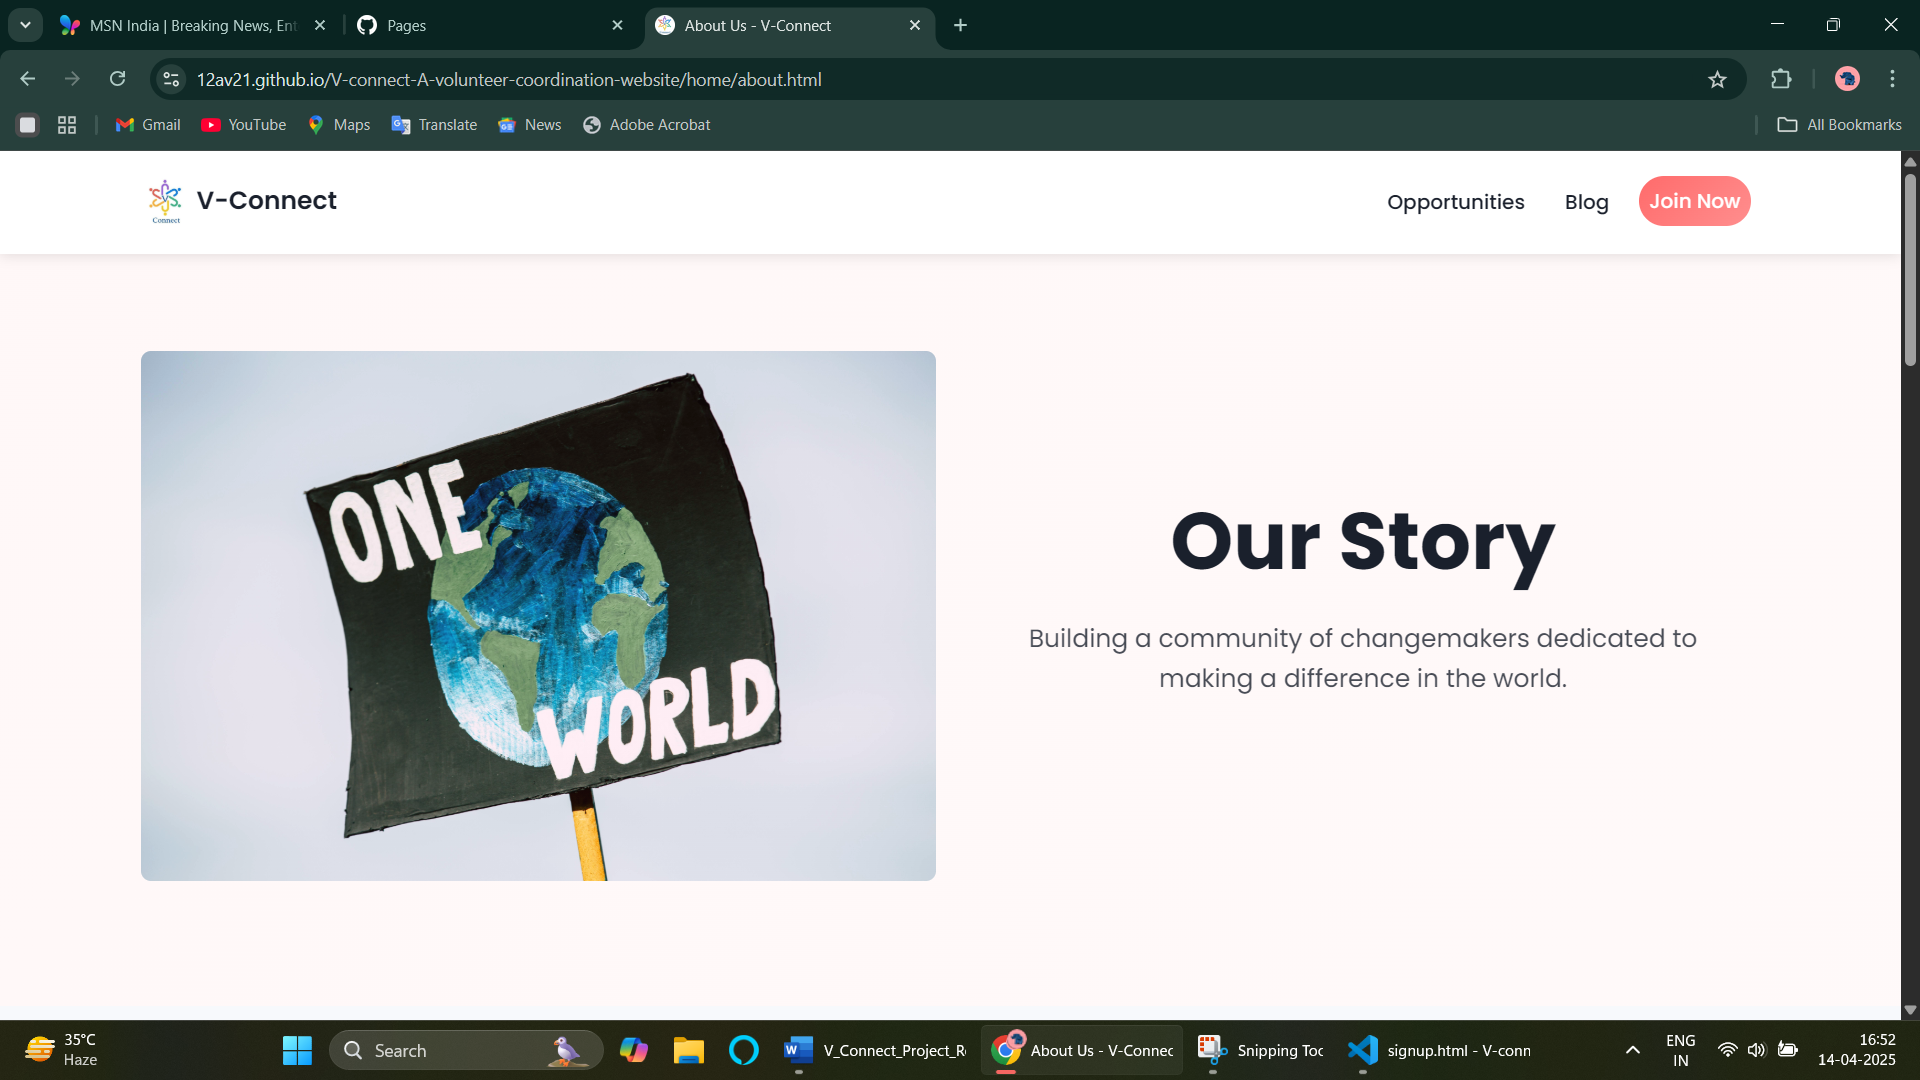 MSN India | Breaking News, Ent
Pages
About Us - V-Connect
12av21.github.io/V-connect-A-volunteer-coordination-website/home/about.html
Gmail
YouTube
Maps
Translate
News
Adobe Acrobat
All Bookmarks
Connect
V-Connect
Opportunities
Blog
Join Now
ONE
WORLD
Our Story
Building a community of changemakers dedicated to
making a difference in the world.
35°C
Haze
Search
V_Connect_Project_R
About Us - V-Connec
Snipping Too
signup.html - V-conn
ENG
IN
16:52
14-04-2025